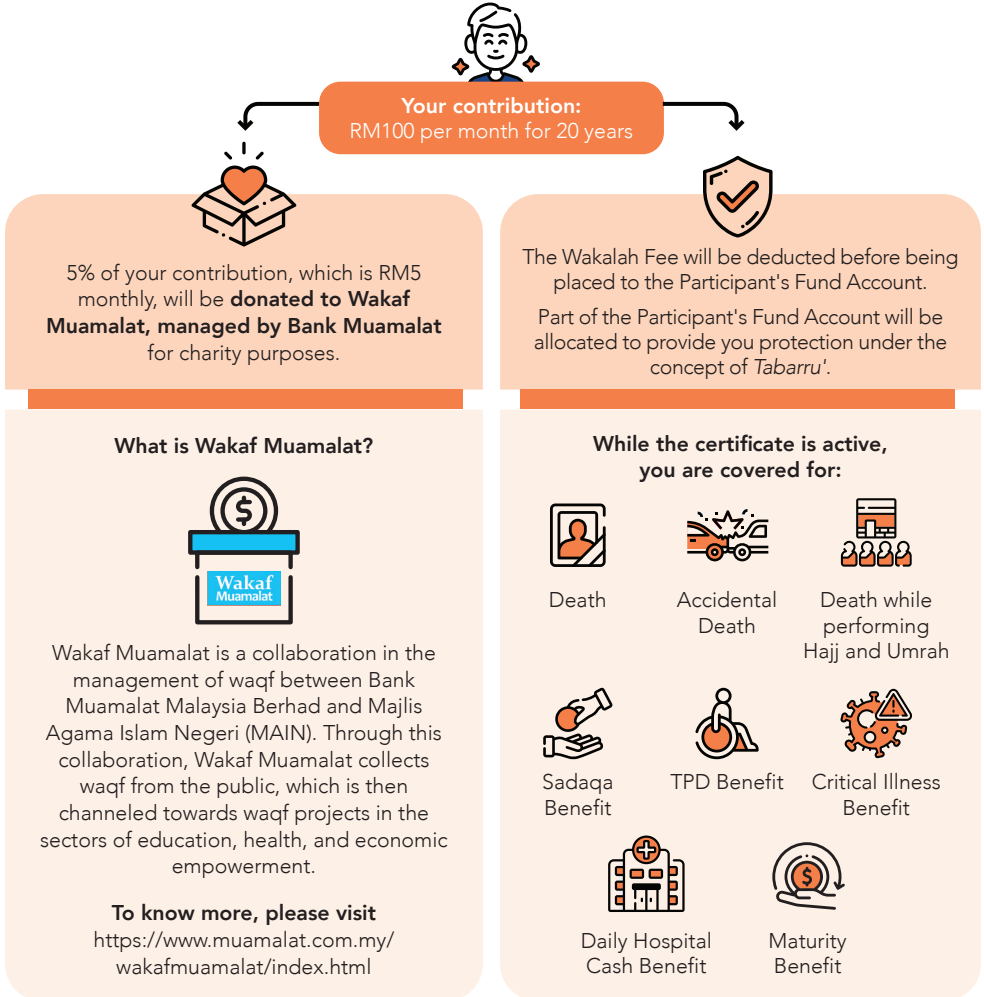 Your contribution:
RM100 per month for 20 years
5% of your contribution, which is RM5
monthly, will be donated to Wakaf
Muamalat, managed by Bank Muamalat
for charity purposes.
What is Wakaf Muamalat?
$
Wakaf
Muamalat
Wakaf Muamalat is a collaboration in the
management of waqf between Bank
Muamalat Malaysia Berhad and Majlis
Agama Islam Negeri (MAIN). Through this
collaboration, Wakaf Muamalat collects
waqf from the public, which is then
channeled towards waqf projects in the
sectors of education, health, and economic
empowerment.
To know more, please visit
https://www.muamalat.com.my/
wakafmuamalat/index.html
The Wakalah Fee will be deducted before being
placed to the Participant's Fund Account.
Part of the Participant's Fund Account will be
allocated to provide you protection under the
concept of Tabarru'.
While the certificate is active,
you are covered for:
Death
Accidental
Death
Death while
performing
Hajj and Umrah
Sadaqa
Benefit
TPD Benefit
Critical Illness
Benefit
Daily Hospital
Cash Benefit
$
Maturity
Benefit